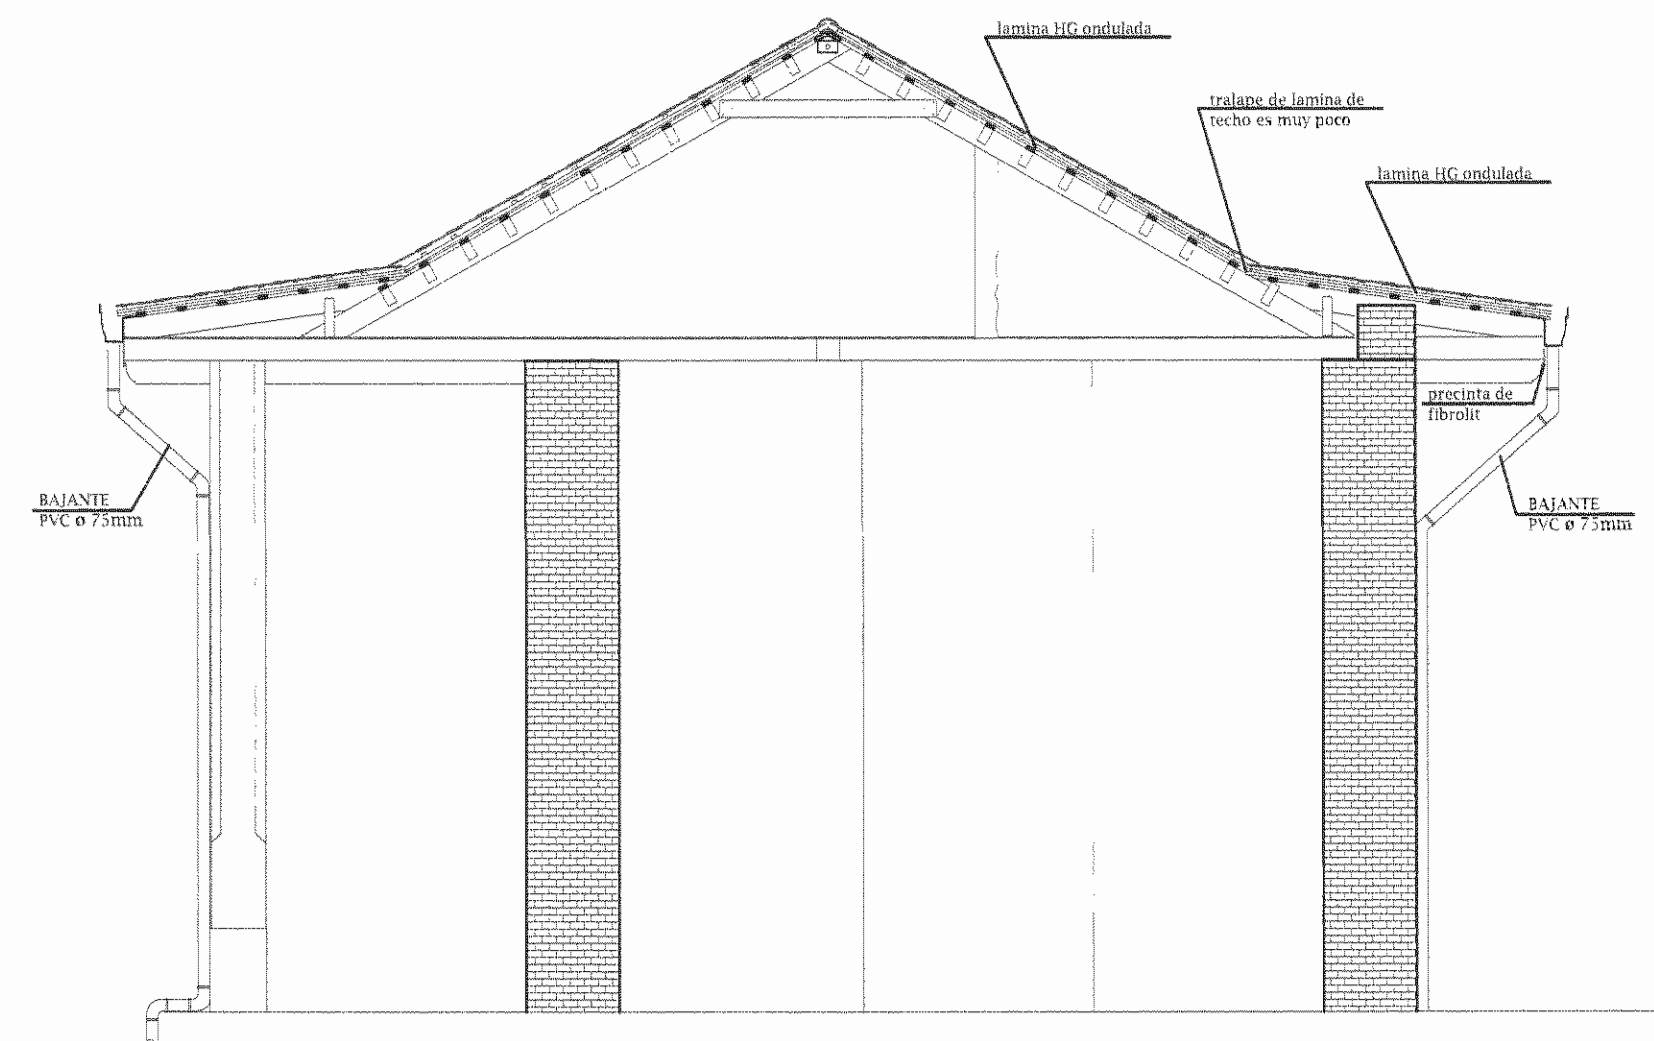 lamina HG ondulada
tralape de lamina de
techo es muy poco
lamina HG ondulada
precinta de
fibrolit
BAJANTE
PVC ø 75mm
BAJANTE
PVC ø 75mm